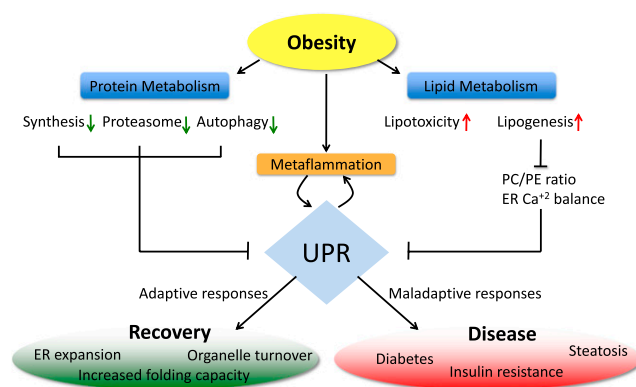 Obesity
Protein Metabolism
Lipid Metabolism
Synthesis Proteasome Autophagy
Lipotoxicity Lipogenesis
Metaflammation
PC/PE ratio
ER Ca⁺² balance
UPR
Adaptive responses
Maladaptive responses
Recovery
ER expansion
Organelle turnover
Increased folding capacity
Disease
Diabetes
Steatosis
Insulin resistance